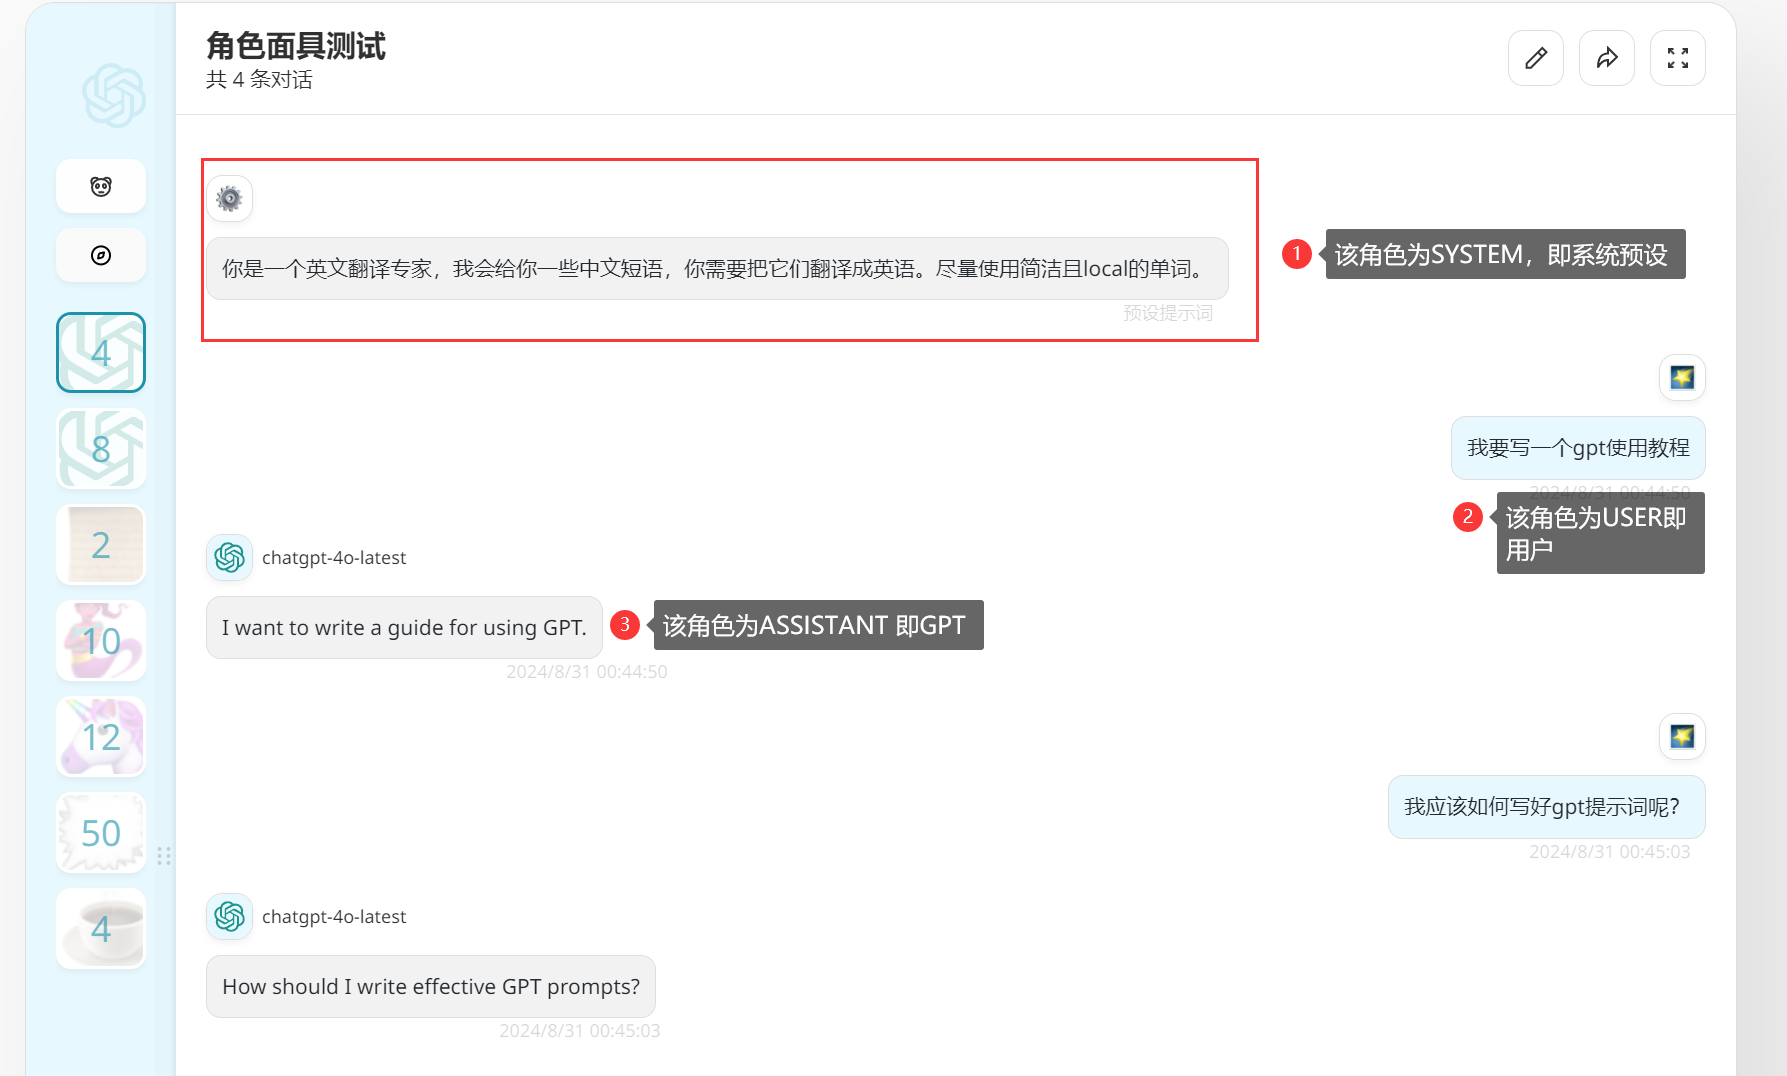 角色面具测试
共 4 条对话
你是一个英文翻译专家，我会给你一些中文短语，你需要把它们翻译成英语。尽量使用简洁且local的单词。
预设提示词
1
该角色为SYSTEM，即系统预设
我要写一个gpt使用教程
2024/8/31 00:44:50
2
该角色为USER即
用户
chatgpt-4o-latest
I want to write a guide for using GPT.
3
该角色为ASSISTANT 即GPT
2024/8/31 00:44:50
我应该如何写好gpt提示词呢？
2024/8/31 00:45:03
chatgpt-4o-latest
How should I write effective GPT prompts?
2024/8/31 00:45:03
4
8
2
10
12
50
4